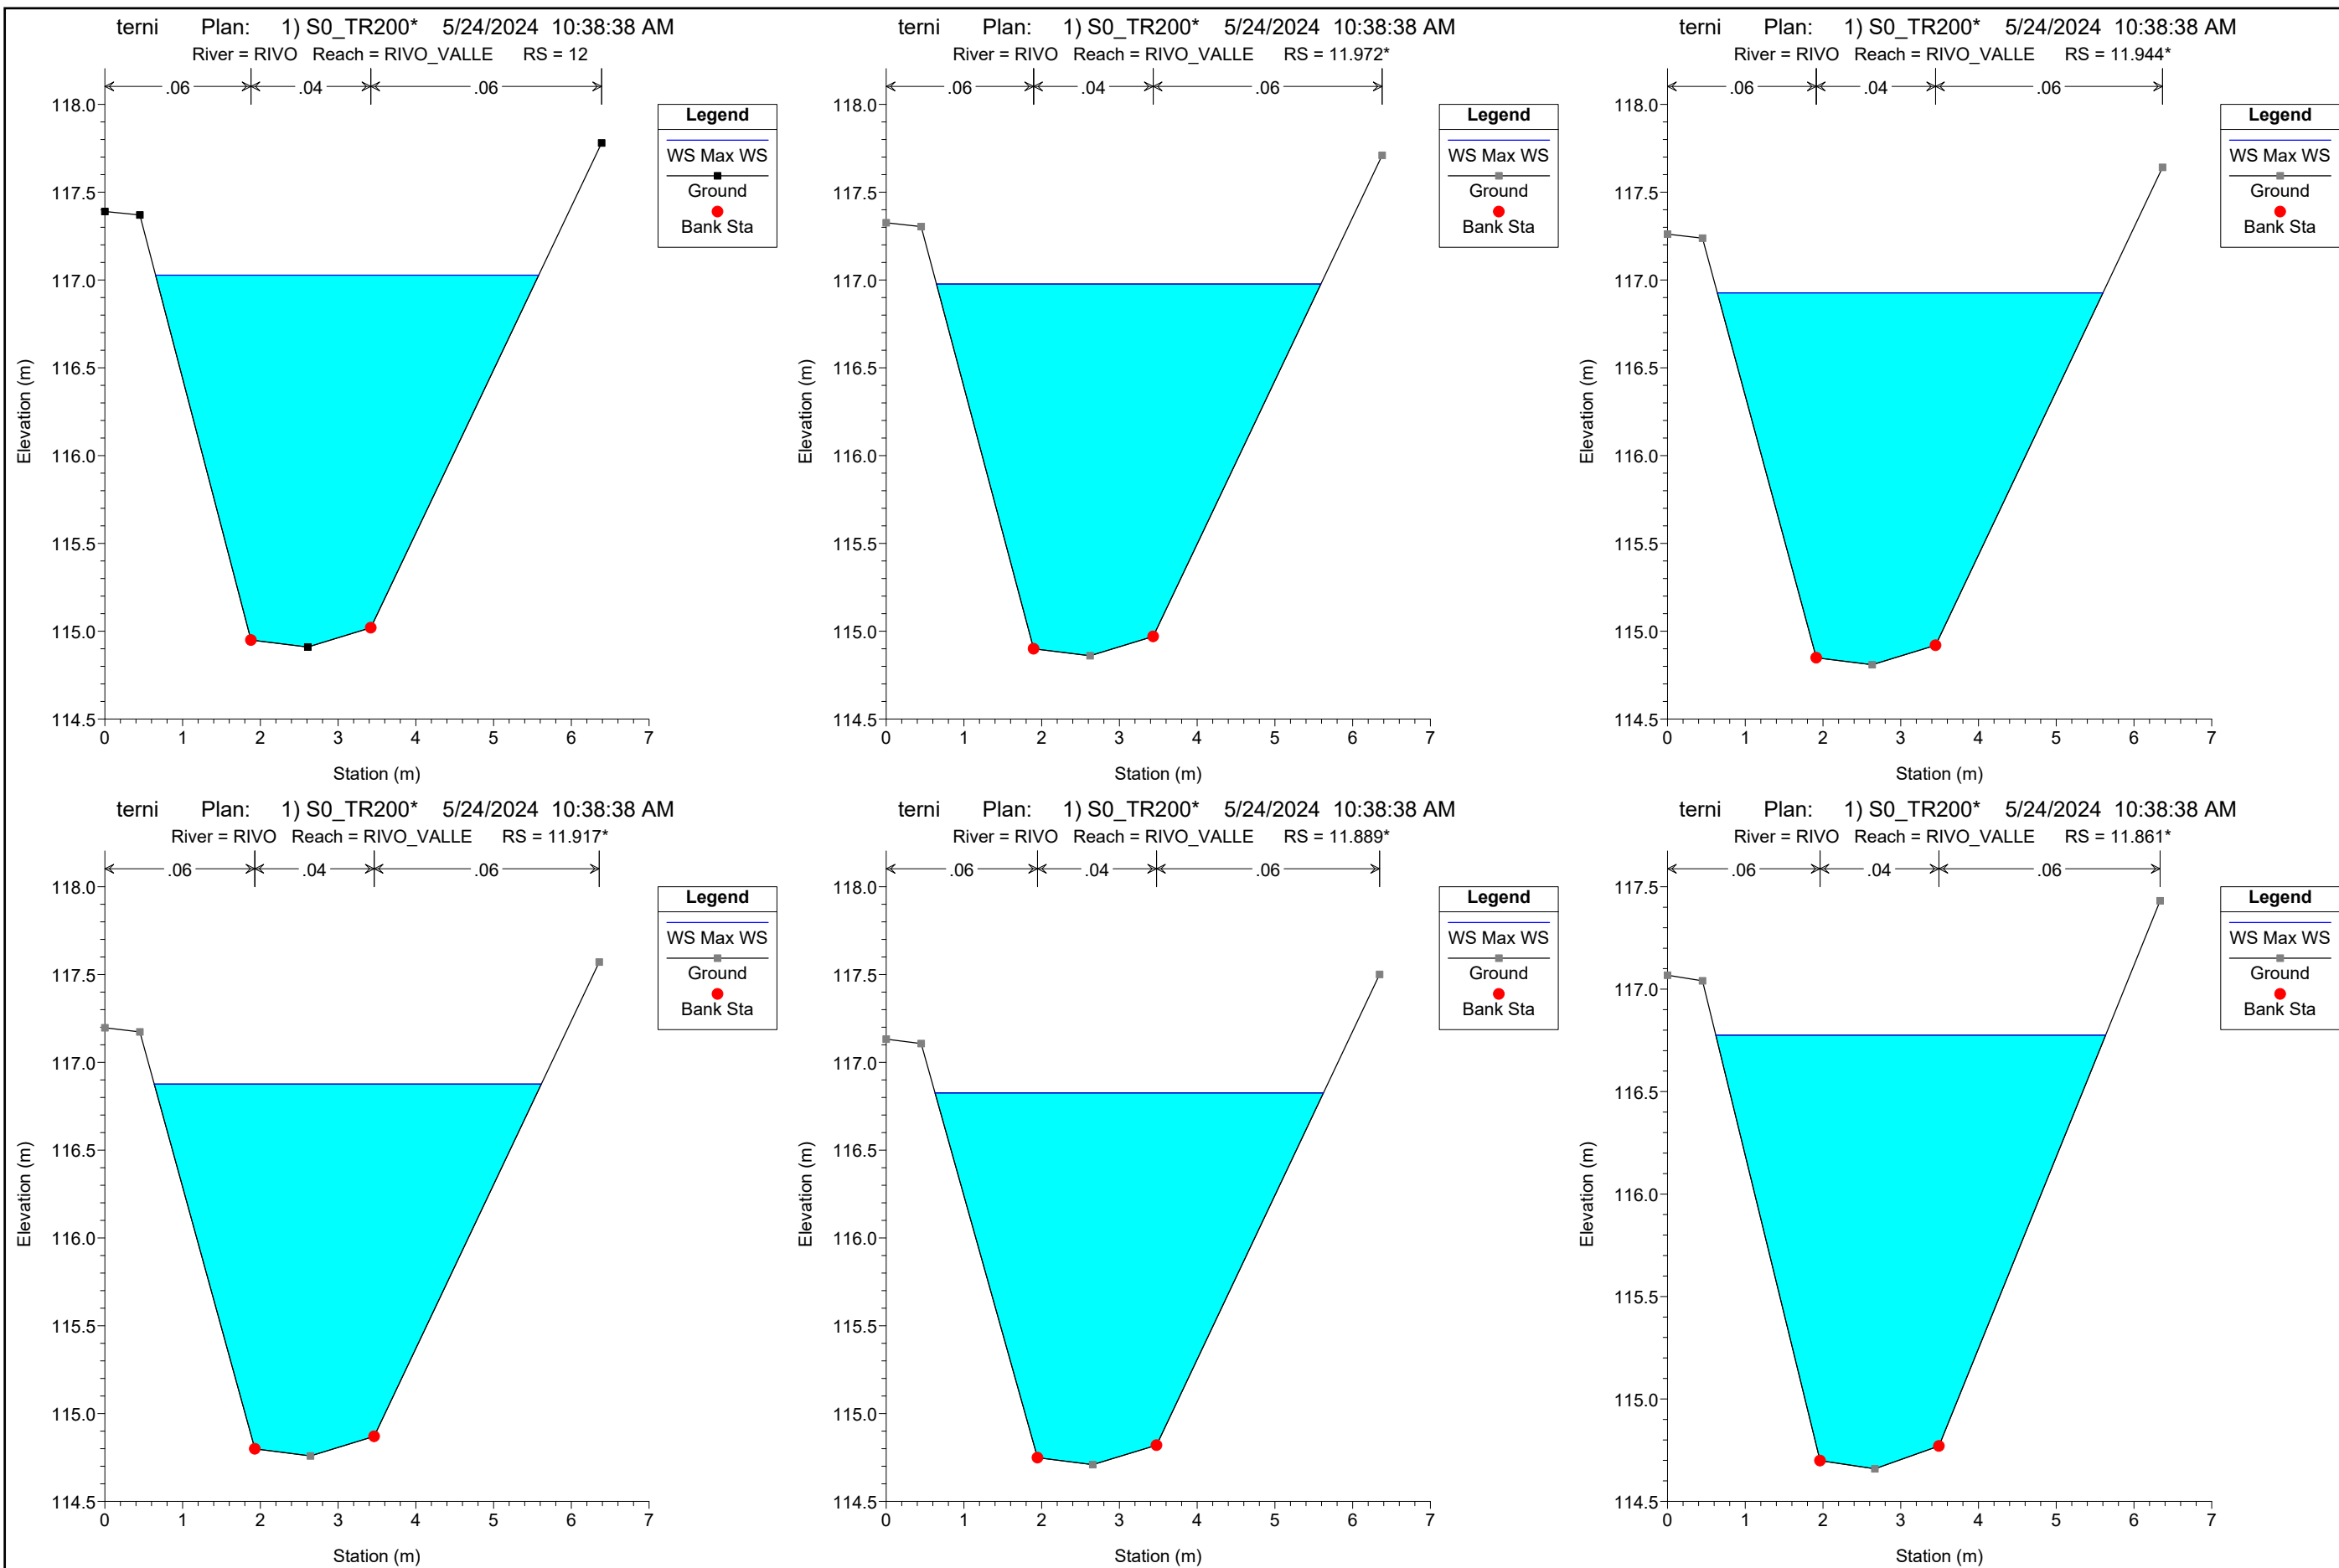 terni Plan: 1) S0_TR200* 5/24/2024 10:38:38 AM
River = RIVO Reach = RIVO_VALLE RS = 12
.06 .04 .06
118.0
117.5
117.0
116.5
116.0
115.5
115.0
114.5
Elevation (m)
0 1 2 3 4 5 6 7
Station (m)
Legend
WS Max WS
Ground
Bank Sta
terni Plan: 1) S0_TR200* 5/24/2024 10:38:38 AM
River = RIVO Reach = RIVO_VALLE RS = 11.972*
.06 .04 .06
118.0
117.5
117.0
116.5
116.0
115.5
115.0
114.5
Elevation (m)
0 1 2 3 4 5 6 7
Station (m)
Legend
WS Max WS
Ground
Bank Sta
terni Plan: 1) S0_TR200* 5/24/2024 10:38:38 AM
River = RIVO Reach = RIVO_VALLE RS = 11.944*
.06 .04 .06
118.0
117.5
117.0
116.5
116.0
115.5
115.0
114.5
Elevation (m)
0 1 2 3 4 5 6 7
Station (m)
Legend
WS Max WS
Ground
Bank Sta
terni Plan: 1) S0_TR200* 5/24/2024 10:38:38 AM
River = RIVO Reach = RIVO_VALLE RS = 11.917*
.06 .04 .06
118.0
117.5
117.0
116.5
116.0
115.5
115.0
114.5
Elevation (m)
0 1 2 3 4 5 6 7
Station (m)
Legend
WS Max WS
Ground
Bank Sta
terni Plan: 1) S0_TR200* 5/24/2024 10:38:38 AM
River = RIVO Reach = RIVO_VALLE RS = 11.889*
.06 .04 .06
118.0
117.5
117.0
116.5
116.0
115.5
115.0
114.5
Elevation (m)
0 1 2 3 4 5 6 7
Station (m)
Legend
WS Max WS
Ground
Bank Sta
terni Plan: 1) S0_TR200* 5/24/2024 10:38:38 AM
River = RIVO Reach = RIVO_VALLE RS = 11.861*
.06 .04 .06
117.5
117.0
116.5
116.0
115.5
115.0
114.5
Elevation (m)
0 1 2 3 4 5 6 7
Station (m)
Legend
WS Max WS
Ground
Bank Sta